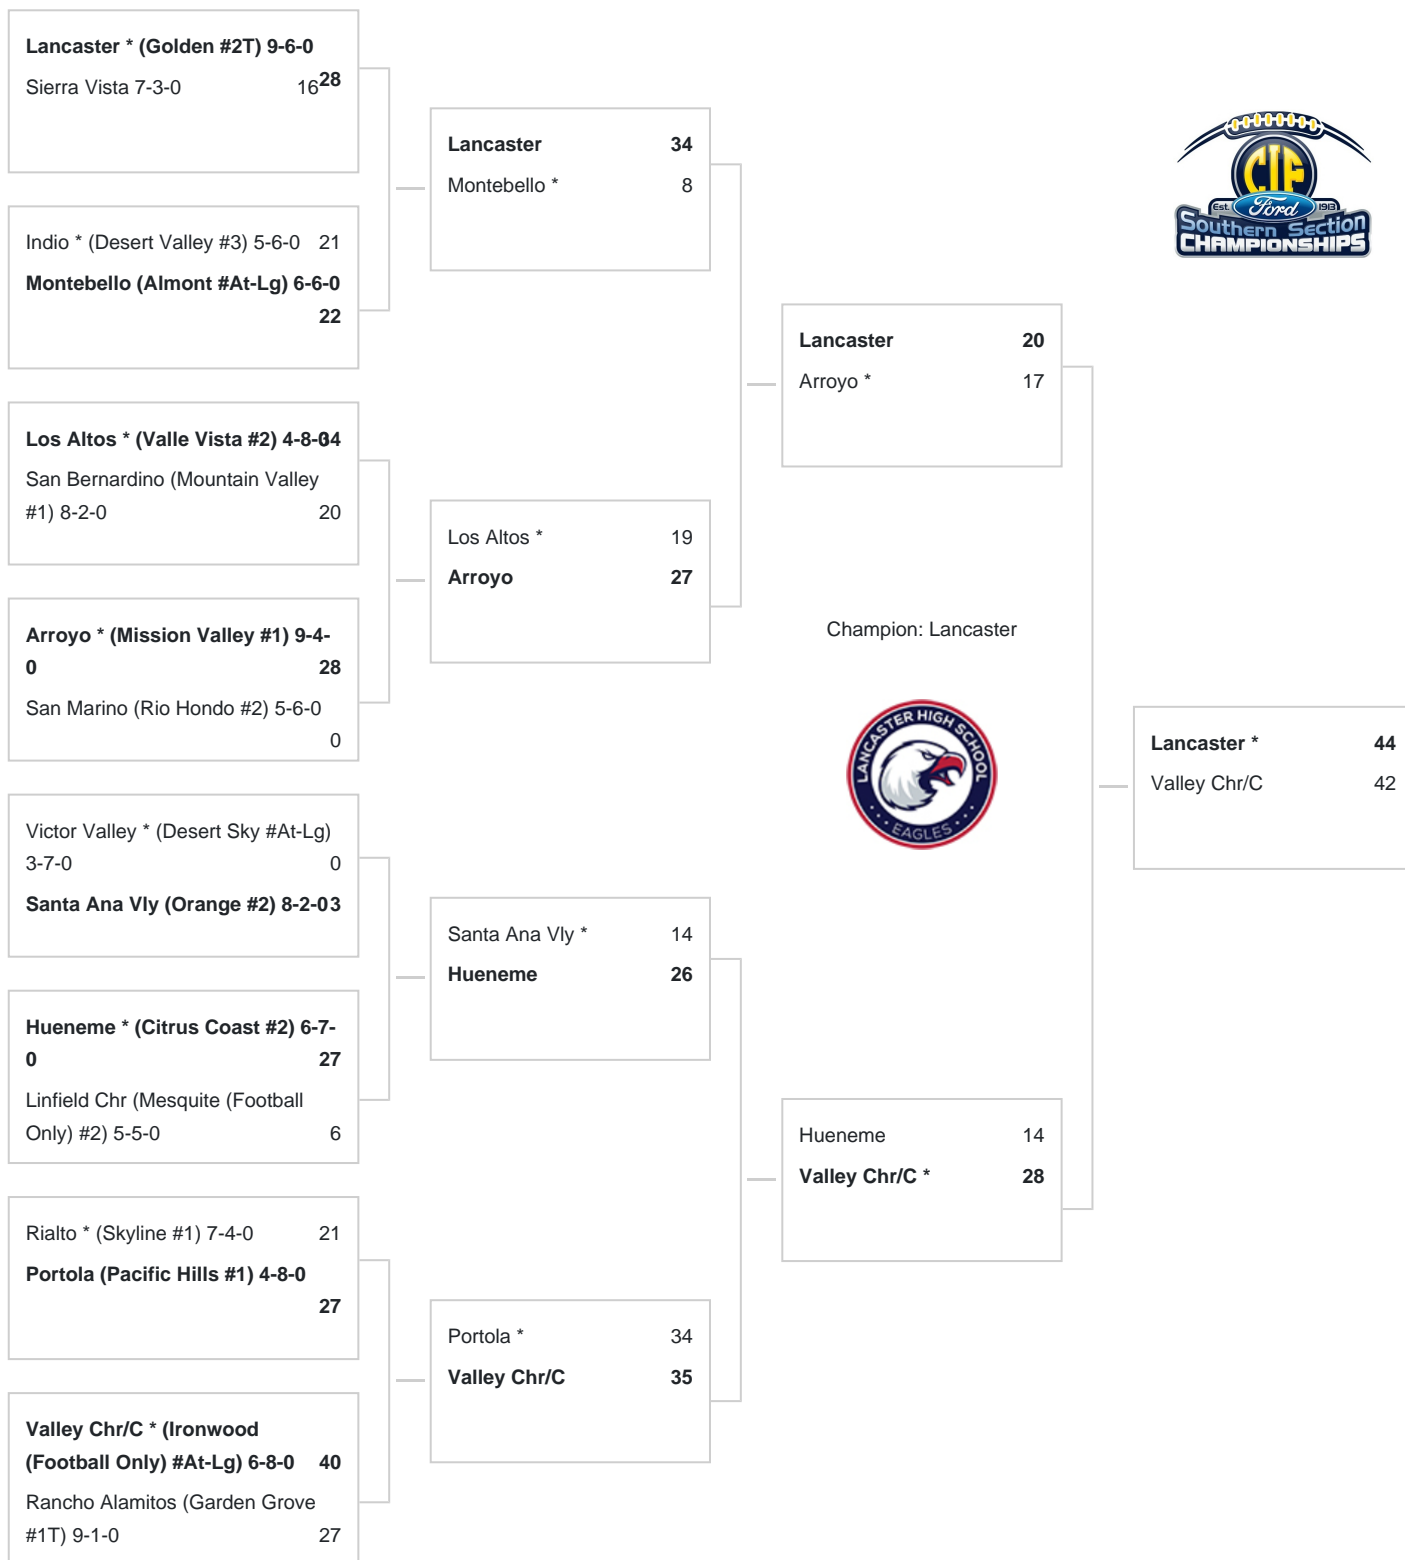 Lancaster * (Golden #2T) 9-6-0
28
Sierra Vista 7-3-0 16
Indio * (Desert Valley #3) 5-6-0 21
Montebello (Almont #At-Lg) 6-6-0
22
Los Altos * (Valle Vista #2) 4-8-0 34
San Bernardino (Mountain Valley
#1) 8-2-0 20
Arroyo * (Mission Valley #1) 9-4-
0 28
San Marino (Rio Hondo #2) 5-6-0
0
Victor Valley * (Desert Sky #At-Lg)
3-7-0 0
Santa Ana Vly (Orange #2) 8-2-0 3
Hueneme * (Citrus Coast #2) 6-7-
0 27
Linfield Chr (Mesquite (Football
Only) #2) 5-5-0 6
Rialto * (Skyline #1) 7-4-0 21
Portola (Pacific Hills #1) 4-8-0
27
Valley Chr/C * (Ironwood
(Football Only) #At-Lg) 6-8-0 40
Rancho Alamitos (Garden Grove
#1T) 9-1-0 27
Lancaster 34
Montebello * 8
Los Altos * 19
Arroyo 27
Santa Ana Vly * 14
Hueneme 26
Portola * 34
Valley Chr/C 35
Lancaster 20
Arroyo * 17
Hueneme 14
Valley Chr/C * 28
Champion: Lancaster
LANCASTER HIGH SCHOOL
EAGLES
Lancaster * 44
Valley Chr/C 42
CIF
Est. Ford 1913
Southern Section
CHAMPIONSHIPS